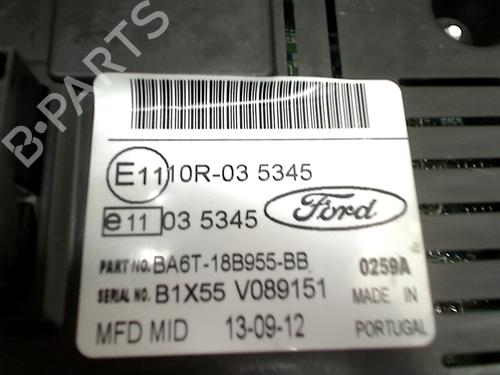 B-PARTS
E11 10R-03 5345
e11 03 5345
Ford
PART NO. BA6T-18B955-BB 0259A
SERIAL NO. B1X55 V089151 MADE IN
MFD MID 13-09-12 PORTUGAL